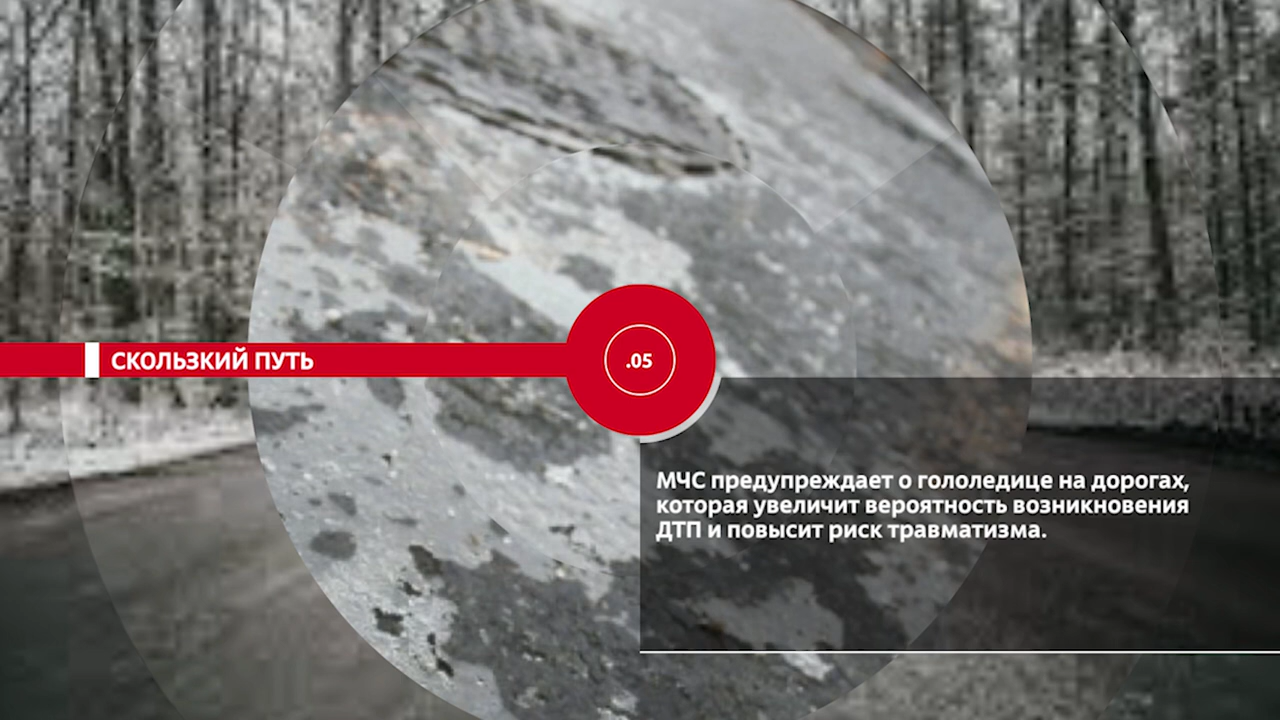 СКОЛЬЗКИЙ ПУТЬ
.05
МЧС предупреждает о гололедице на дорогах,
которая увеличит вероятность возникновения
ДТП и повысит риск травматизма.